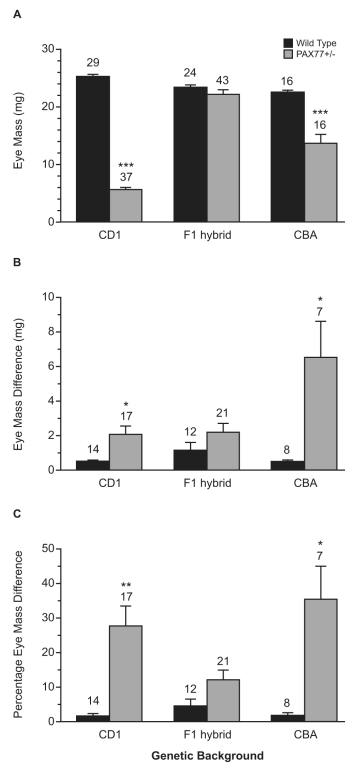 A
Eye Mass (mg)
30
20
10
0
Wild Type
PAX77+/-
29
***
37
24
43
16
***
16
CD1
F1 hybrid
CBA
B
Eye Mass Difference (mg)
10
8
6
4
2
0
14
*
17
12
21
8
*
7
CD1
F1 hybrid
CBA
C
Percentage Eye Mass Difference
50
40
30
20
10
0
14
**
17
12
21
8
*
7
CD1
F1 hybrid
CBA
Genetic Background